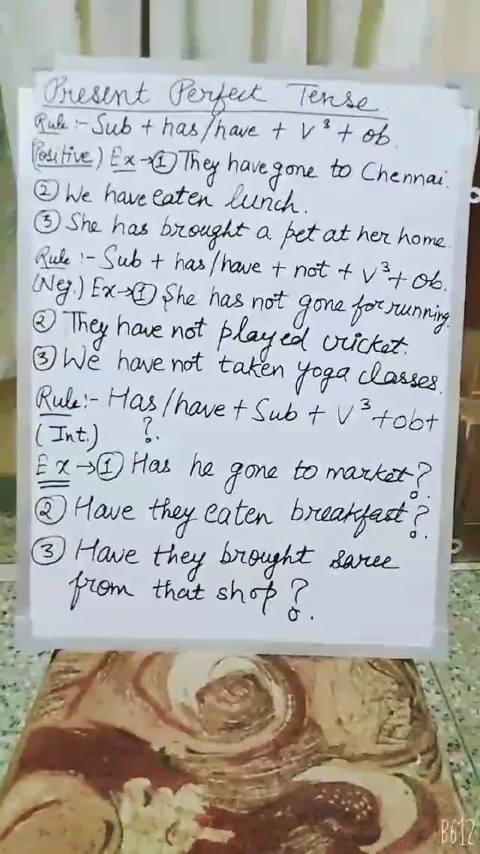 Present Perfect Tense
Rule:- Sub + has/have + V³ + ob.
(Positive) Ex→① They have gone to Chennai.
② We have eaten lunch.
③ She has brought a pet at her home.
Rule :- Sub + has/have + not + V³ + Ob.
(Neg.) Ex→① She has not gone for running.
② They have not played cricket.
③ We have not taken yoga classes.
Rule:- Has/have + Sub + V³ + ob +
(Int.) ?
Ex →① Has he gone to market?
② Have they eaten breakfast?
③ Have they brought saree
from that shop?
B612